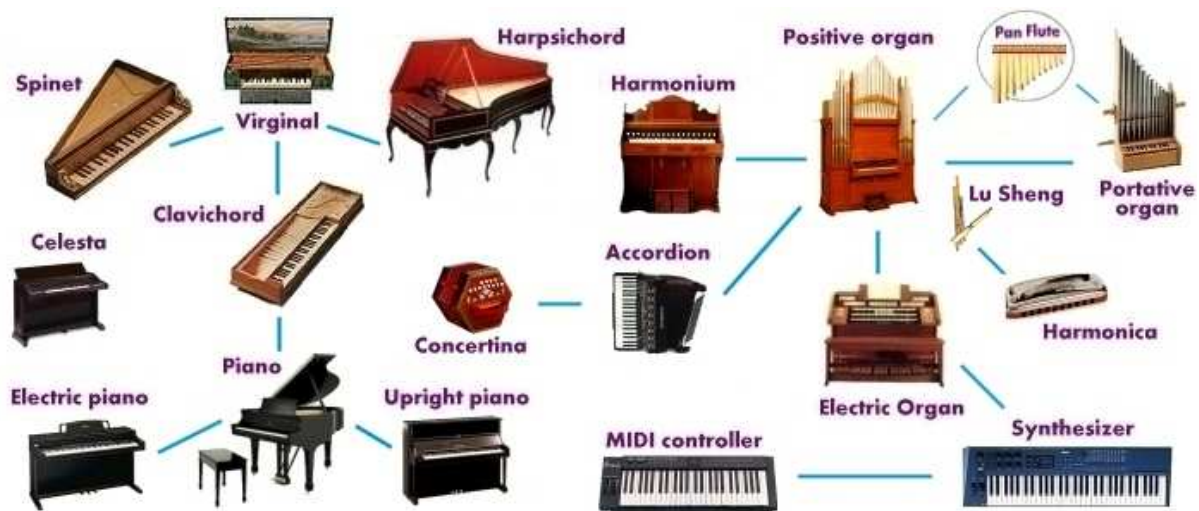 Harpsichord
Positive organ
Pan Flute
Spinet
Harmonium
Virginal
Portative
organ
Lu Sheng
Clavichord
Celesta
Accordion
Harmonica
Concertina
Piano
Electric piano
Upright piano
Electric Organ
Synthesizer
MIDI controller